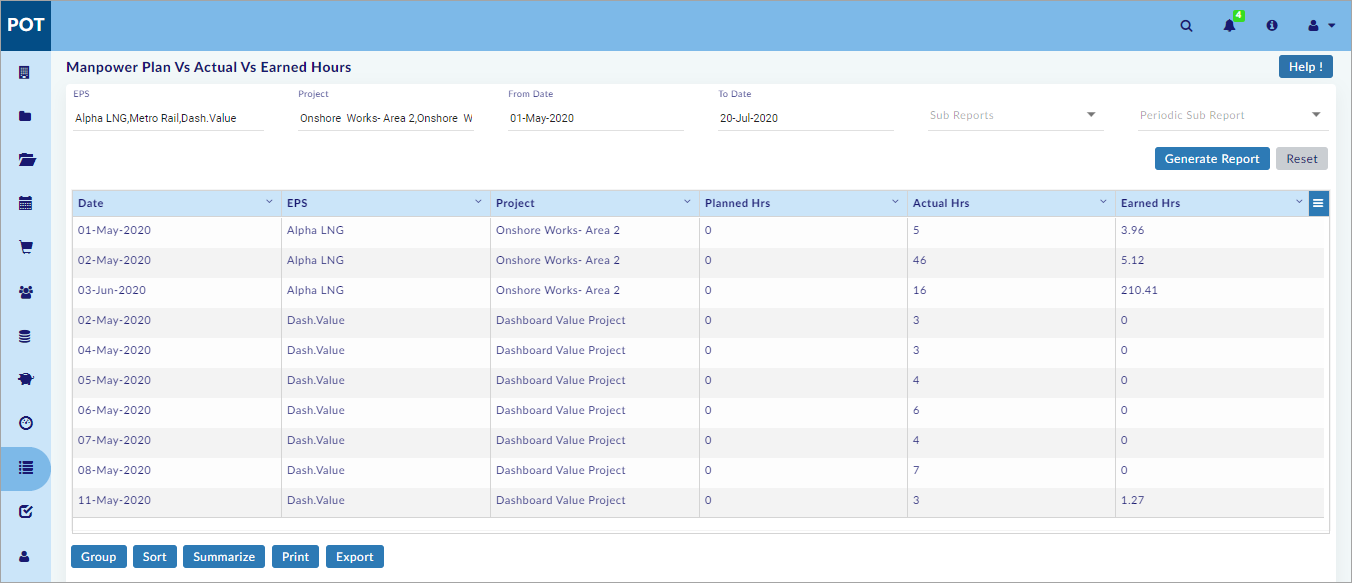 POT
4
Manpower Plan Vs Actual Vs Earned Hours
Help !
EPS Project From Date To Date
Alpha LNG,Metro Rail,Dash.Value Onshore Works- Area 2,Onshore W 01-May-2020 20-Jul-2020 Sub Reports Periodic Sub Report
Generate Report Reset
Date EPS Project Planned Hrs Actual Hrs Earned Hrs
01-May-2020 Alpha LNG Onshore Works- Area 2 0 5 3.96
02-May-2020 Alpha LNG Onshore Works- Area 2 0 46 5.12
03-Jun-2020 Alpha LNG Onshore Works- Area 2 0 16 210.41
02-May-2020 Dash.Value Dashboard Value Project 0 3 0
04-May-2020 Dash.Value Dashboard Value Project 0 3 0
05-May-2020 Dash.Value Dashboard Value Project 0 4 0
06-May-2020 Dash.Value Dashboard Value Project 0 6 0
07-May-2020 Dash.Value Dashboard Value Project 0 4 0
08-May-2020 Dash.Value Dashboard Value Project 0 7 0
11-May-2020 Dash.Value Dashboard Value Project 0 3 1.27
Group Sort Summarize Print Export